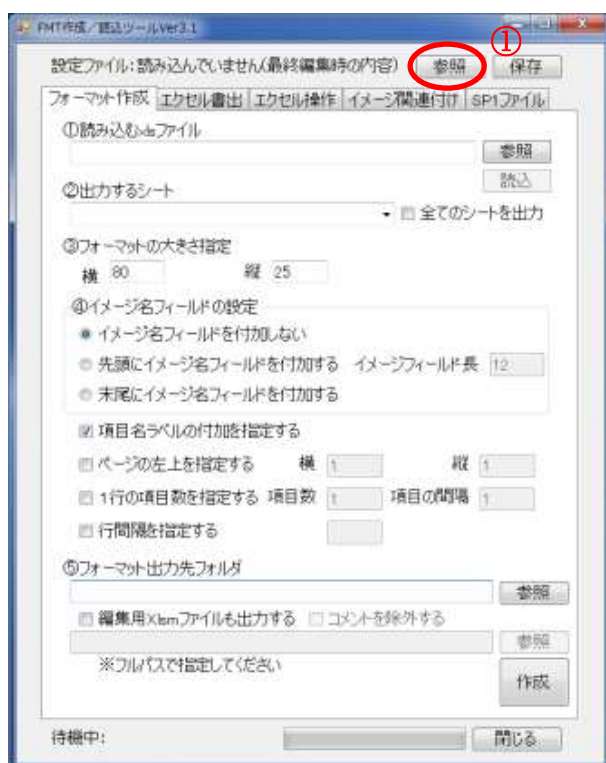 FMT作成／読込ツールVer3.1
①
設定ファイル：読み込んでいません(最終編集時の内容) 参照 保存
フォーマット作成 エクセル書出 エクセル操作 イメージ関連付け SP1ファイル
①読み込むxlsファイル
参照
読込
②出力するシート
全てのシートを出力
③フォーマットの大きさ指定
横 80 縦 25
④イメージ名フィールドの設定
イメージ名フィールドを付加しない
先頭にイメージ名フィールドを付加する イメージフィールド長 12
末尾にイメージ名フィールドを付加する
項目名ラベルの付加を指定する
ページの左上を指定する 横 1 縦 1
1行の項目数を指定する 項目数 1 項目の間隔 1
行間隔を指定する
⑤フォーマット出力先フォルダ
参照
編集用xlsmファイルも出力する コメントを除外する
参照
※フルパスで指定してください
作成
待機中： 閉じる